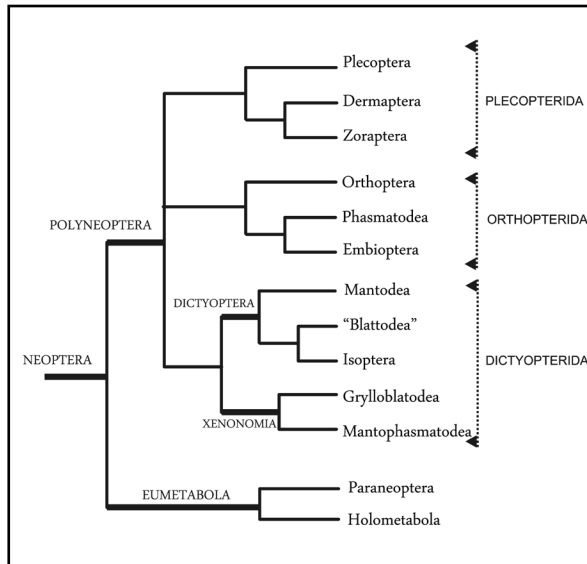 Plecoptera
Dermaptera
PLECOPTERIDA
Zoraptera
Orthoptera
Phasmatodea
ORTHOPTERIDA
POLYNEOPTERA
Embioptera
Mantodea
DICTYOPTERA
“Blattodea”
NEOPTERA
Isoptera
DICTYOPTERIDA
Grylloblatodea
XENONOMIA
Mantophasmatodea
Paraneoptera
EUMETABOLA
Holometabola